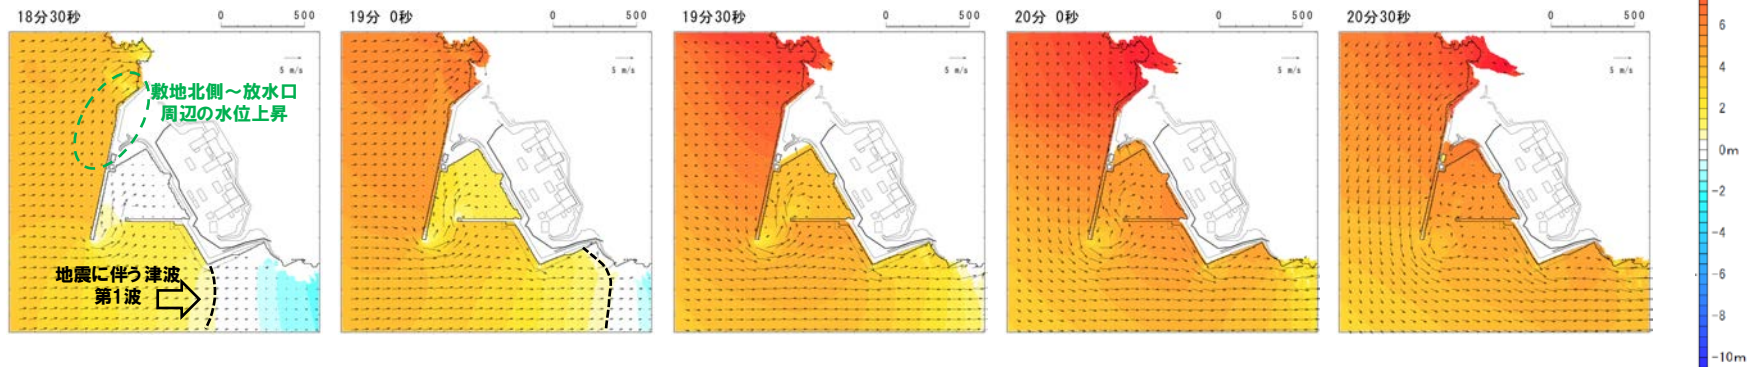 18分30秒
0 500
5 m/s
敷地北側～放水口
周辺の水位上昇
地震に伴う津波
第1波
19分 0秒
0 500
5 m/s
19分30秒
0 500
5 m/s
20分 0秒
0 500
5 m/s
20分30秒
0 500
5 m/s
6
4
2
0m
-2
-4
-6
-8
-10m